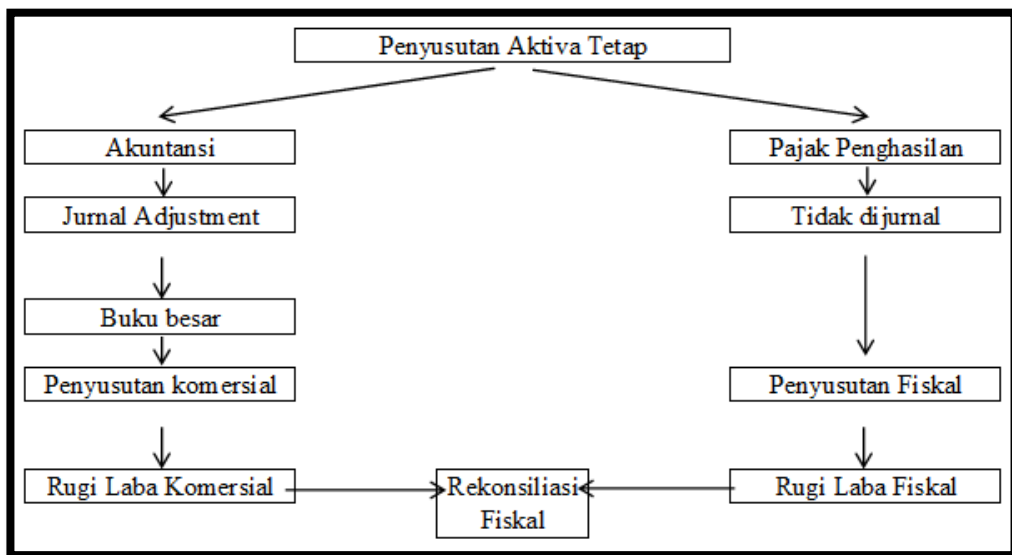 Penyusutan Aktiva Tetap
Akuntansi
Pajak Penghasilan
Jurnal Adjustment
Tidak dijurnal
Buku besar
Penyusutan komersial
Penyusutan Fiskal
Rugi Laba Komersial
Rekonsiliasi
Fiskal
Rugi Laba Fiskal